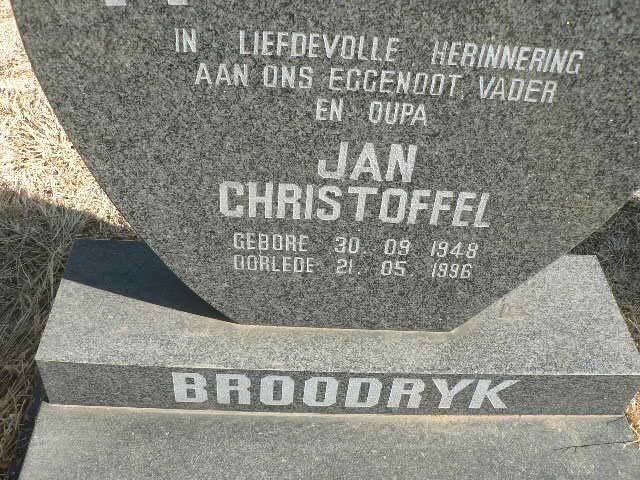 IN LIEFDEVOLLE HERINNERING
AAN ONS EGGENOOT, VADER
EN OUPA
JAN
CHRISTOFFEL
GEBORE 30. 09 1948
OORLEDE 21. 05 1996
BROODRYK